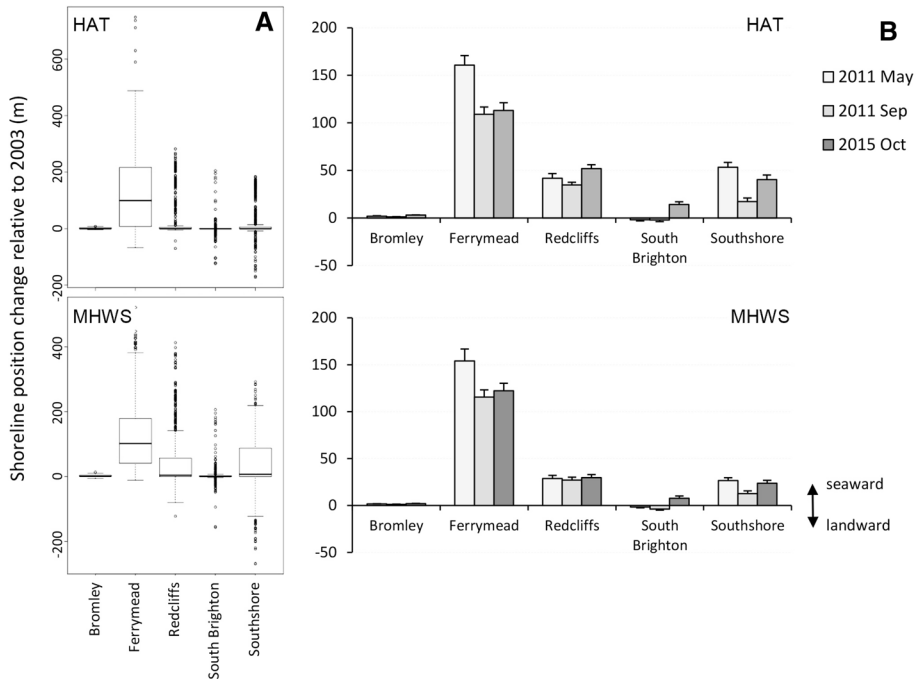 Shoreline position change relative to 2003 (m)
HAT
A
600
400
200
0
-200
MHWS
400
200
0
-200
Bromley
Ferrymead
Redcliffs
South Brighton
Southshore
B
HAT
200
150
100
50
0
-50
Bromley
Ferrymead
Redcliffs
South
Brighton
Southshore
2011 May
2011 Sep
2015 Oct
MHWS
200
150
100
50
0
-50
Bromley
Ferrymead
Redcliffs
South
Brighton
Southshore
seaward
landward